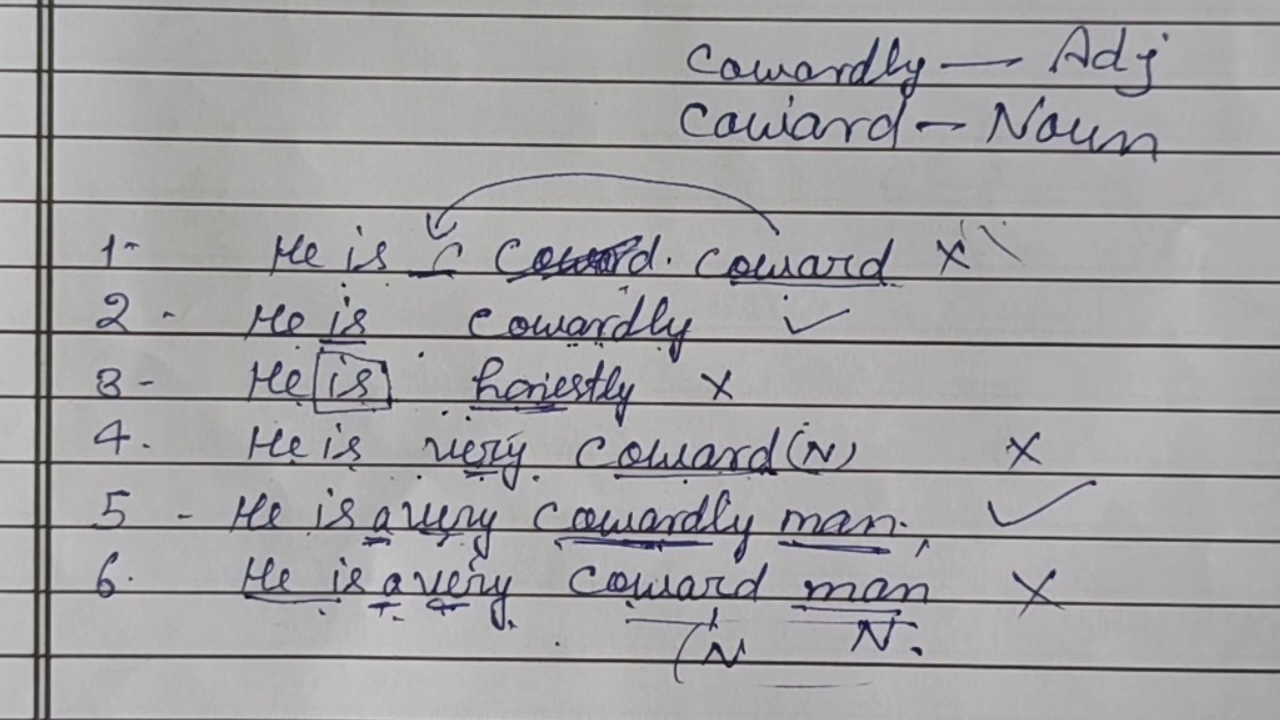 Cowardly — Adj
Coward — Noun
1- He is coward ×
2 - He is cowardly ✓
3- He is honestly ×
4. He is very coward (N) ×
5 - He is a very cowardly man. ✓
6. He is a very coward man ×
(N N.